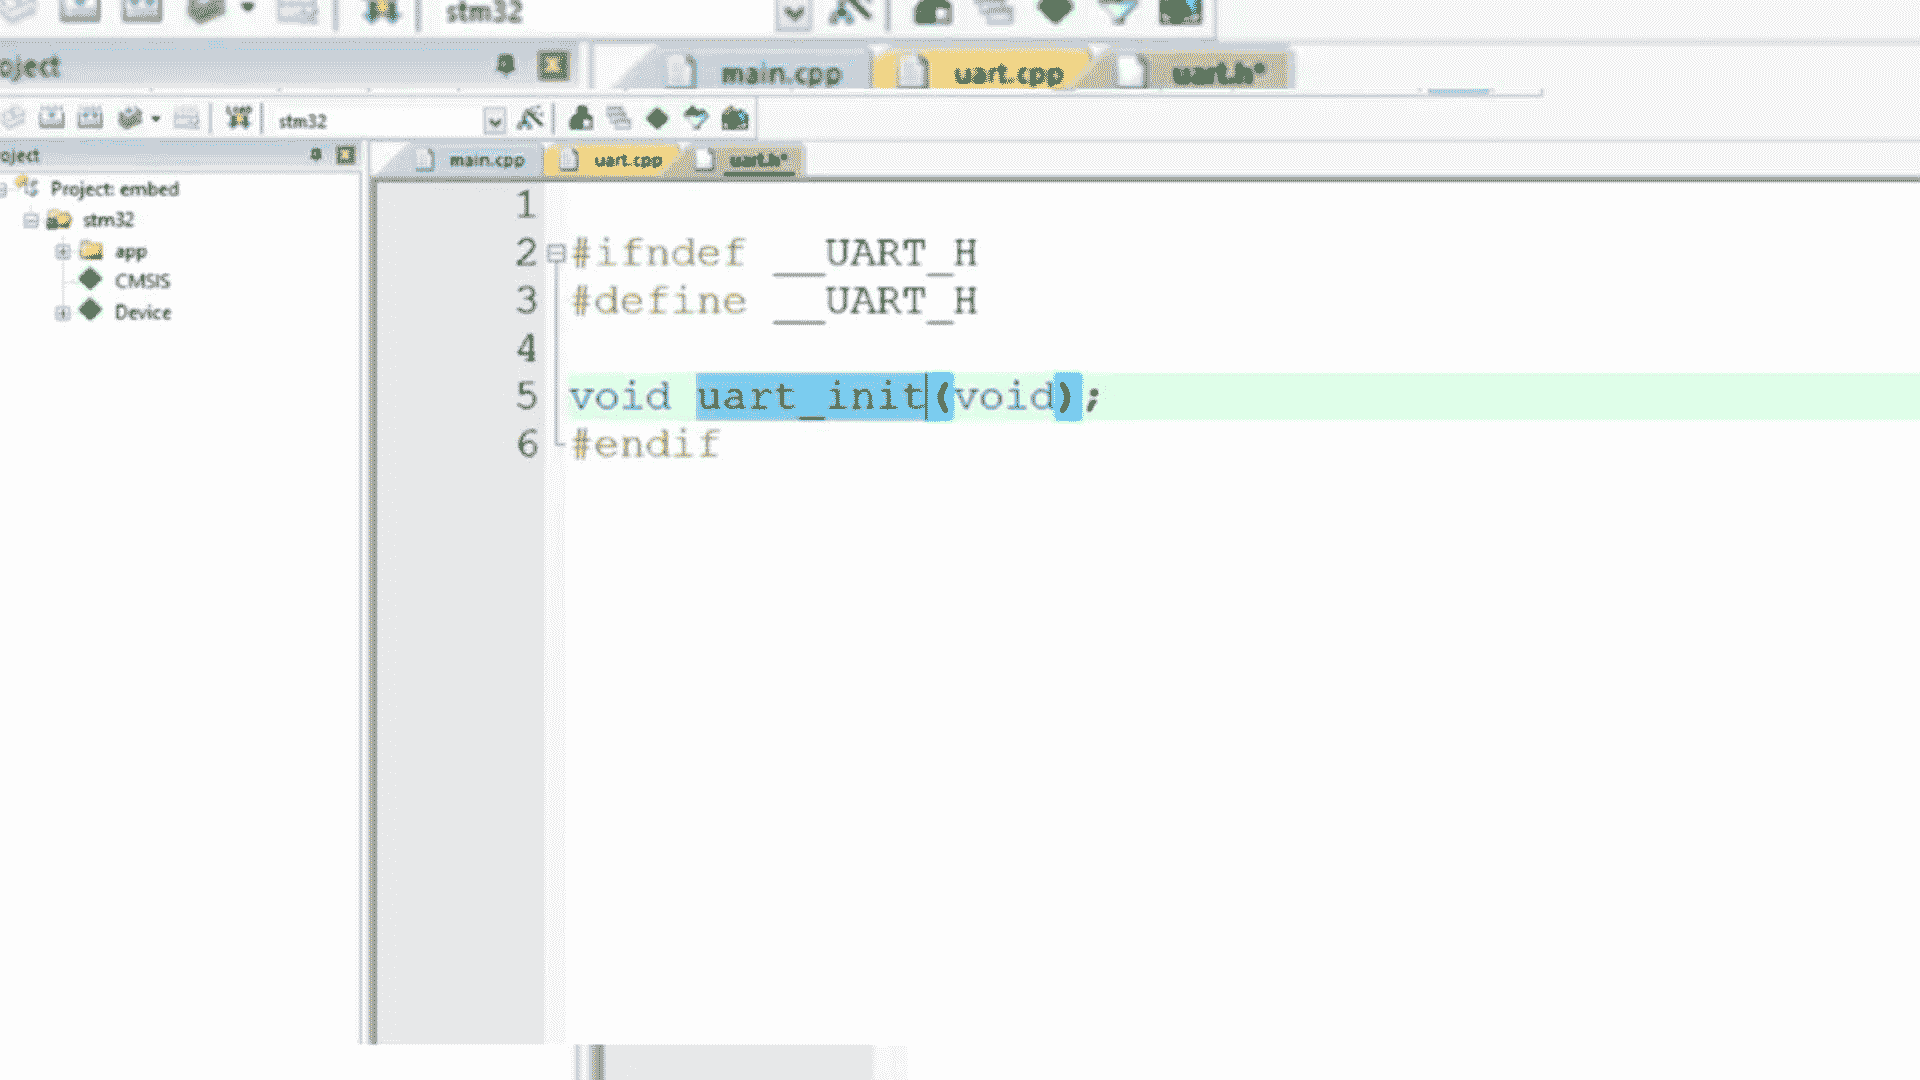 stm32
oject
main.cpp uart.cpp uart.h*
stm32
oject
main.cpp uart.cpp uart.h*
Project: embed
stm32
app
CMSIS
Device
1
2 #ifndef __UART_H
3 #define __UART_H
4
5 void uart_init(void);
6 #endif